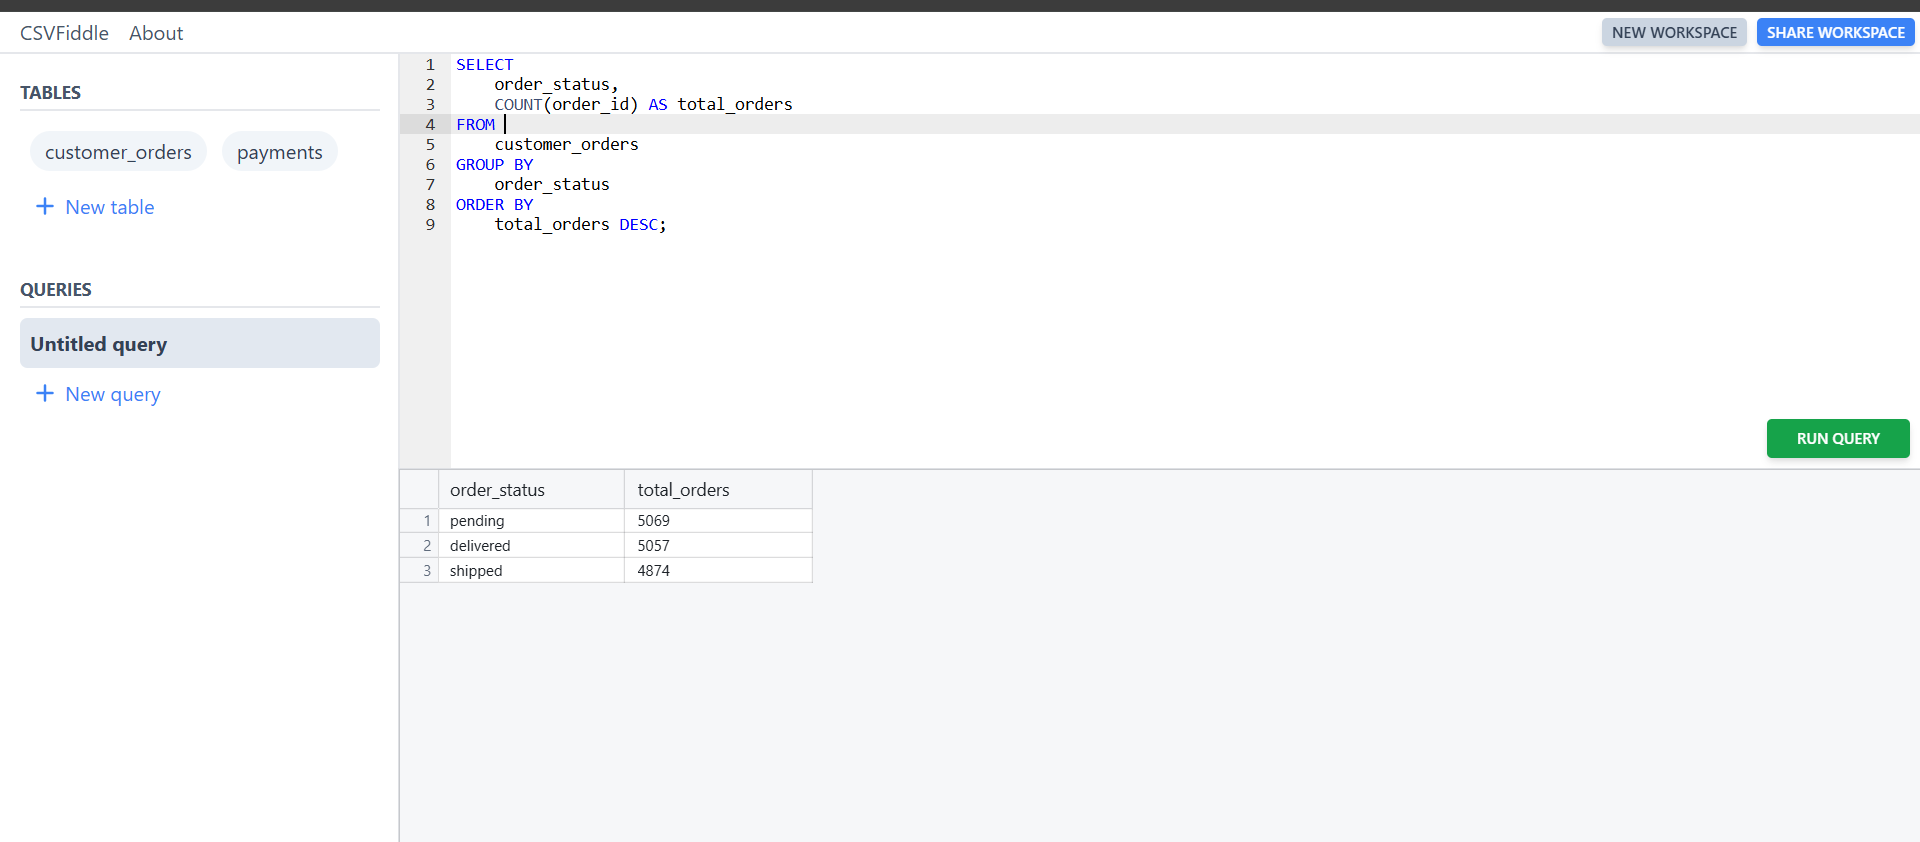 CSVFiddle About NEW WORKSPACE SHARE WORKSPACE
TABLES
customer_orders payments
+ New table
QUERIES
Untitled query
+ New query
1 SELECT
2     order_status,
3     COUNT(order_id) AS total_orders
4 FROM
5     customer_orders
6 GROUP BY
7     order_status
8 ORDER BY
9     total_orders DESC;
RUN QUERY
order_status total_orders
1 pending 5069
2 delivered 5057
3 shipped 4874